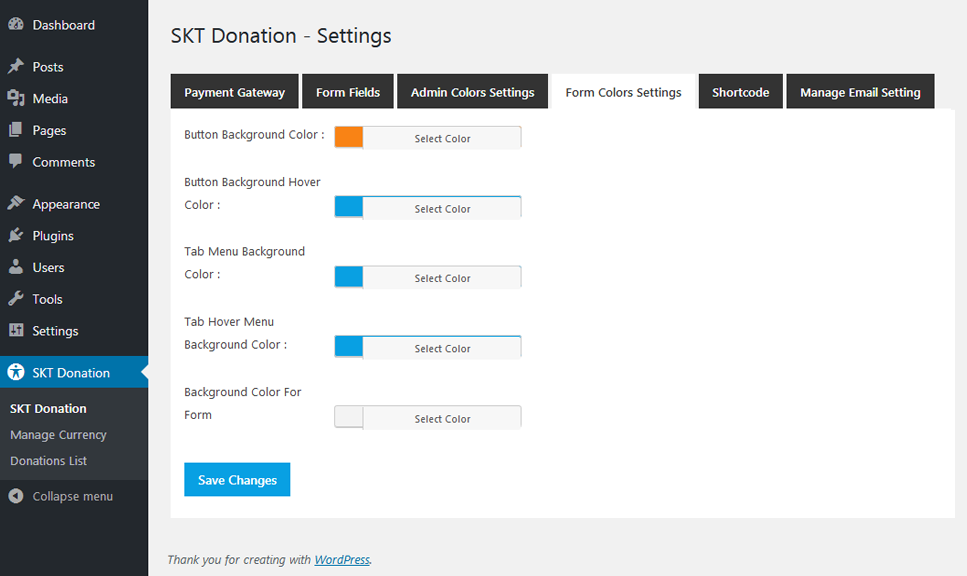 Dashboard
Posts
Media
Pages
Comments
Appearance
Plugins
Users
Tools
Settings
SKT Donation
SKT Donation
Manage Currency
Donations List
Collapse menu
SKT Donation - Settings
Payment Gateway
Form Fields
Admin Colors Settings
Form Colors Settings
Shortcode
Manage Email Setting
Button Background Color :
Select Color
Button Background Hover
Color :
Select Color
Tab Menu Background
Color :
Select Color
Tab Hover Menu
Background Color :
Select Color
Background Color For
Form
Select Color
Save Changes
Thank you for creating with WordPress.